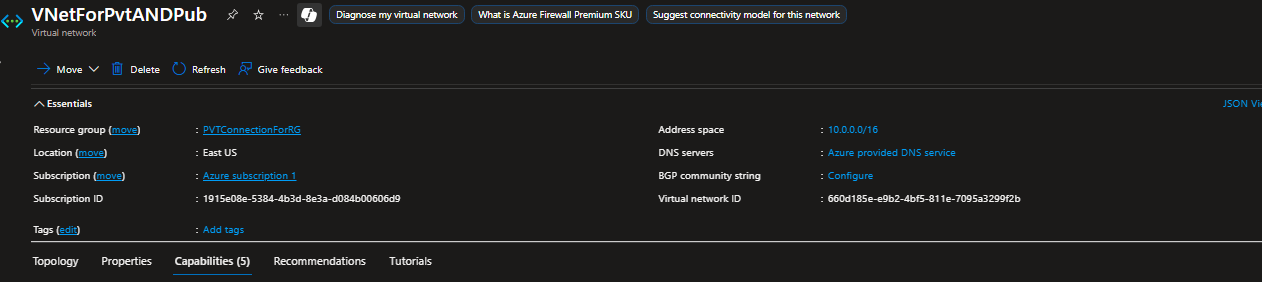 VNetForPvtANDPub
Diagnose my virtual network
What is Azure Firewall Premium SKU
Suggest connectivity model for this network
Virtual network
Move
Delete
Refresh
Give feedback
Essentials
JSON Vie
Resource group (move) : PVTConnectionForRG
Location (move) : East US
Subscription (move) : Azure subscription 1
Subscription ID : 1915e08e-5384-4b3d-8e3a-d084b00606d9
Address space : 10.0.0.0/16
DNS servers : Azure provided DNS service
BGP community string : Configure
Virtual network ID : 660d185e-e9b2-4bf5-811e-7095a3299f2b
Tags (edit) : Add tags
Topology
Properties
Capabilities (5)
Recommendations
Tutorials